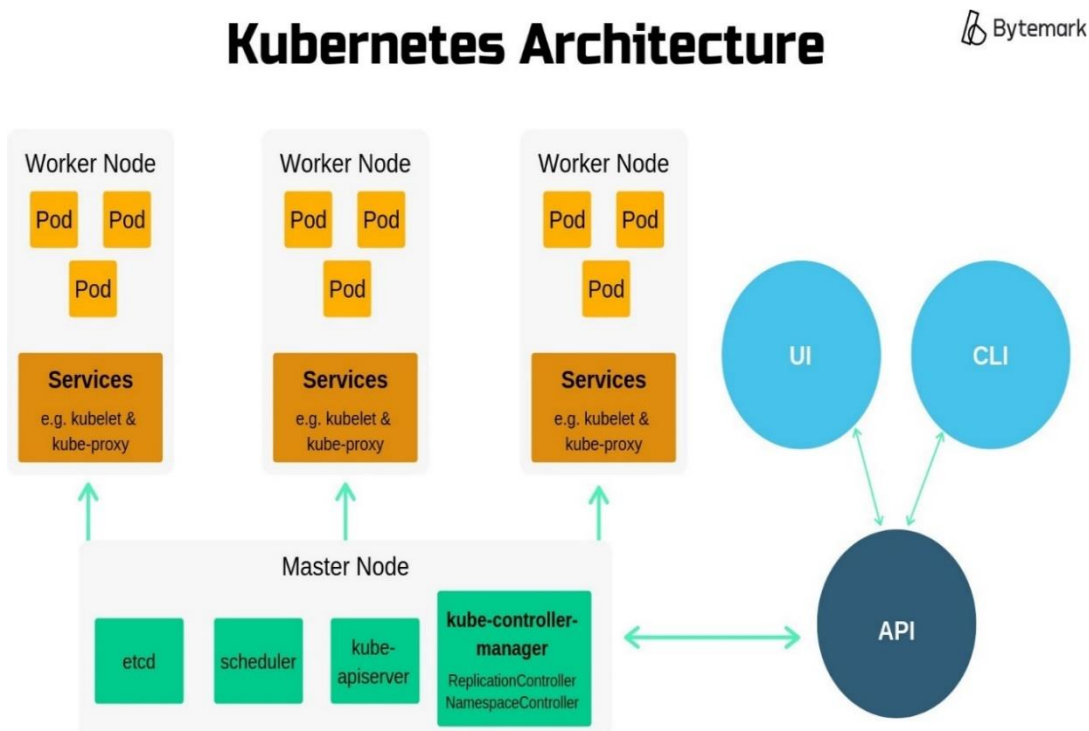 Kubernetes Architecture
Bytemark
Worker Node
Pod
Pod
Pod
Services
e.g. kubelet &
kube-proxy
Worker Node
Pod
Pod
Pod
Services
e.g. kubelet &
kube-proxy
Worker Node
Pod
Pod
Pod
Services
e.g. kubelet &
kube-proxy
UI
CLI
Master Node
etcd
scheduler
kube-
apiserver
kube-controller-
manager
ReplicationController
NamespaceController
API